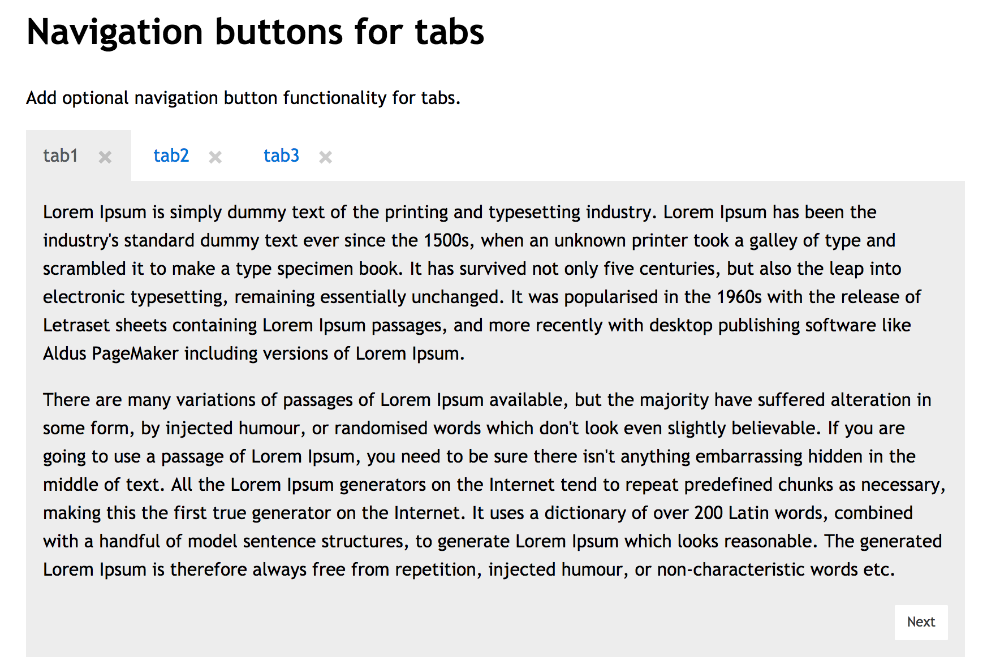 Navigation buttons for tabs
Add optional navigation button functionality for tabs.
tab1 × tab2 × tab3 ×
Lorem Ipsum is simply dummy text of the printing and typesetting industry. Lorem Ipsum has been the
industry's standard dummy text ever since the 1500s, when an unknown printer took a galley of type and
scrambled it to make a type specimen book. It has survived not only five centuries, but also the leap into
electronic typesetting, remaining essentially unchanged. It was popularised in the 1960s with the release of
Letraset sheets containing Lorem Ipsum passages, and more recently with desktop publishing software like
Aldus PageMaker including versions of Lorem Ipsum.
There are many variations of passages of Lorem Ipsum available, but the majority have suffered alteration in
some form, by injected humour, or randomised words which don't look even slightly believable. If you are
going to use a passage of Lorem Ipsum, you need to be sure there isn't anything embarrassing hidden in the
middle of text. All the Lorem Ipsum generators on the Internet tend to repeat predefined chunks as necessary,
making this the first true generator on the Internet. It uses a dictionary of over 200 Latin words, combined
with a handful of model sentence structures, to generate Lorem Ipsum which looks reasonable. The generated
Lorem Ipsum is therefore always free from repetition, injected humour, or non-characteristic words etc.
Next